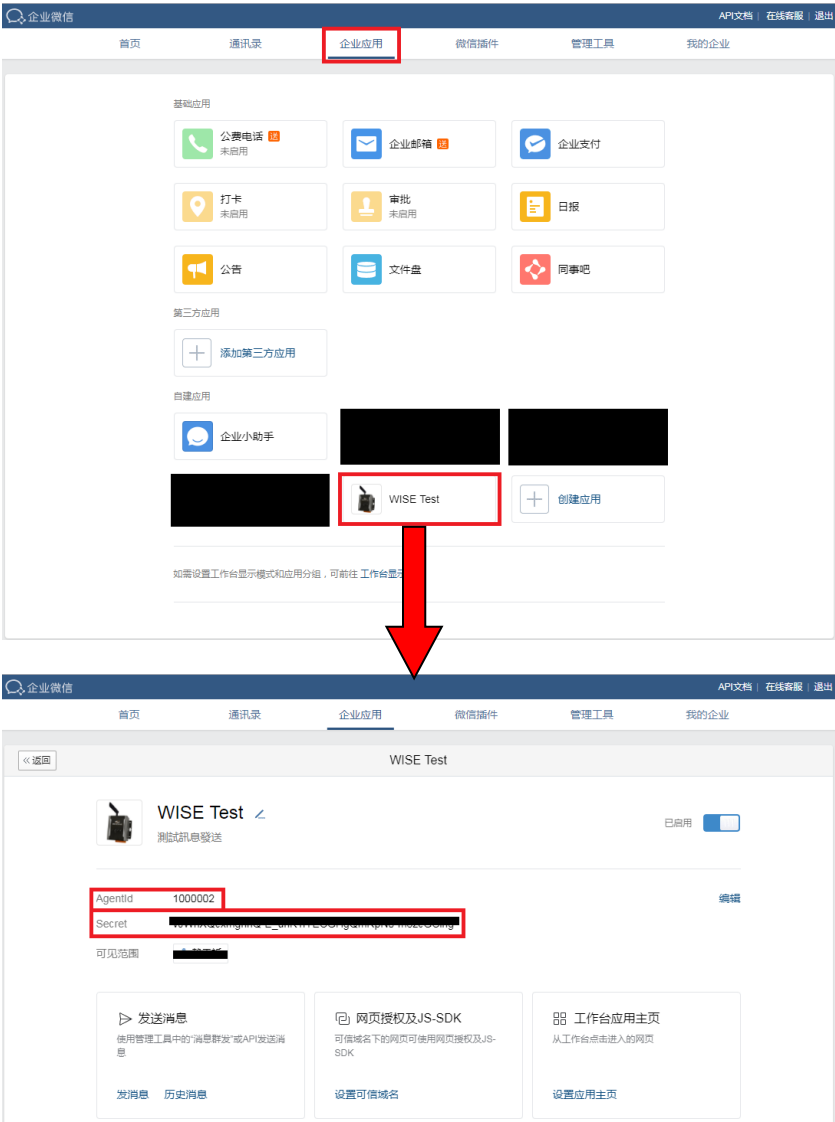 企业微信
API文档 | 在线客服 | 退出
首页 通讯录 企业应用 微信插件 管理工具 我的企业
基础应用
公费电话 送
未启用
企业邮箱 送
企业支付
打卡
未启用
审批
未启用
日报
公告
文件盘
同事吧
第三方应用
添加第三方应用
自建应用
企业小助手
WISE Test
创建应用
如需设置工作台显示模式和应用分组，可前往 工作台显示
企业微信
API文档 | 在线客服 | 退出
首页 通讯录 企业应用 微信插件 管理工具 我的企业
返回
WISE Test
WISE Test
测試訊息發送
已启用
AgentId 1000002
编辑
Secret
可见范围
发送消息
使用管理工具中的“消息群发”或API发送消
息
发消息 历史消息
网页授权及JS-SDK
可信域名下的网页可使用网页授权及JS-
SDK
设置可信域名
工作台应用主页
从工作台点击进入的网页
设置应用主页